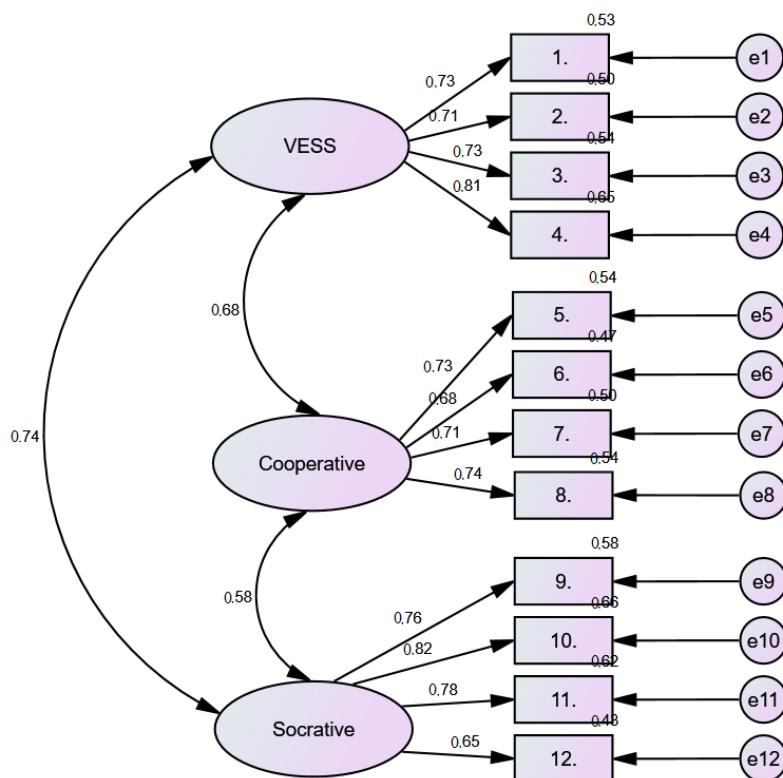 0.53
0.73
1.
e1
0.50
0.71
2.
e2
VESS
0.54
0.73
3.
e3
0.65
0.81
4.
e4
0.54
0.68
5.
e5
0.47
0.73
6.
e6
0.50
0.68
0.74
0.71
7.
e7
0.54
Cooperative
0.74
8.
e8
0.58
0.58
9.
e9
0.76
0.66
0.82
10.
e10
0.62
0.78
11.
e11
0.43
Socrative
0.65
12.
e12